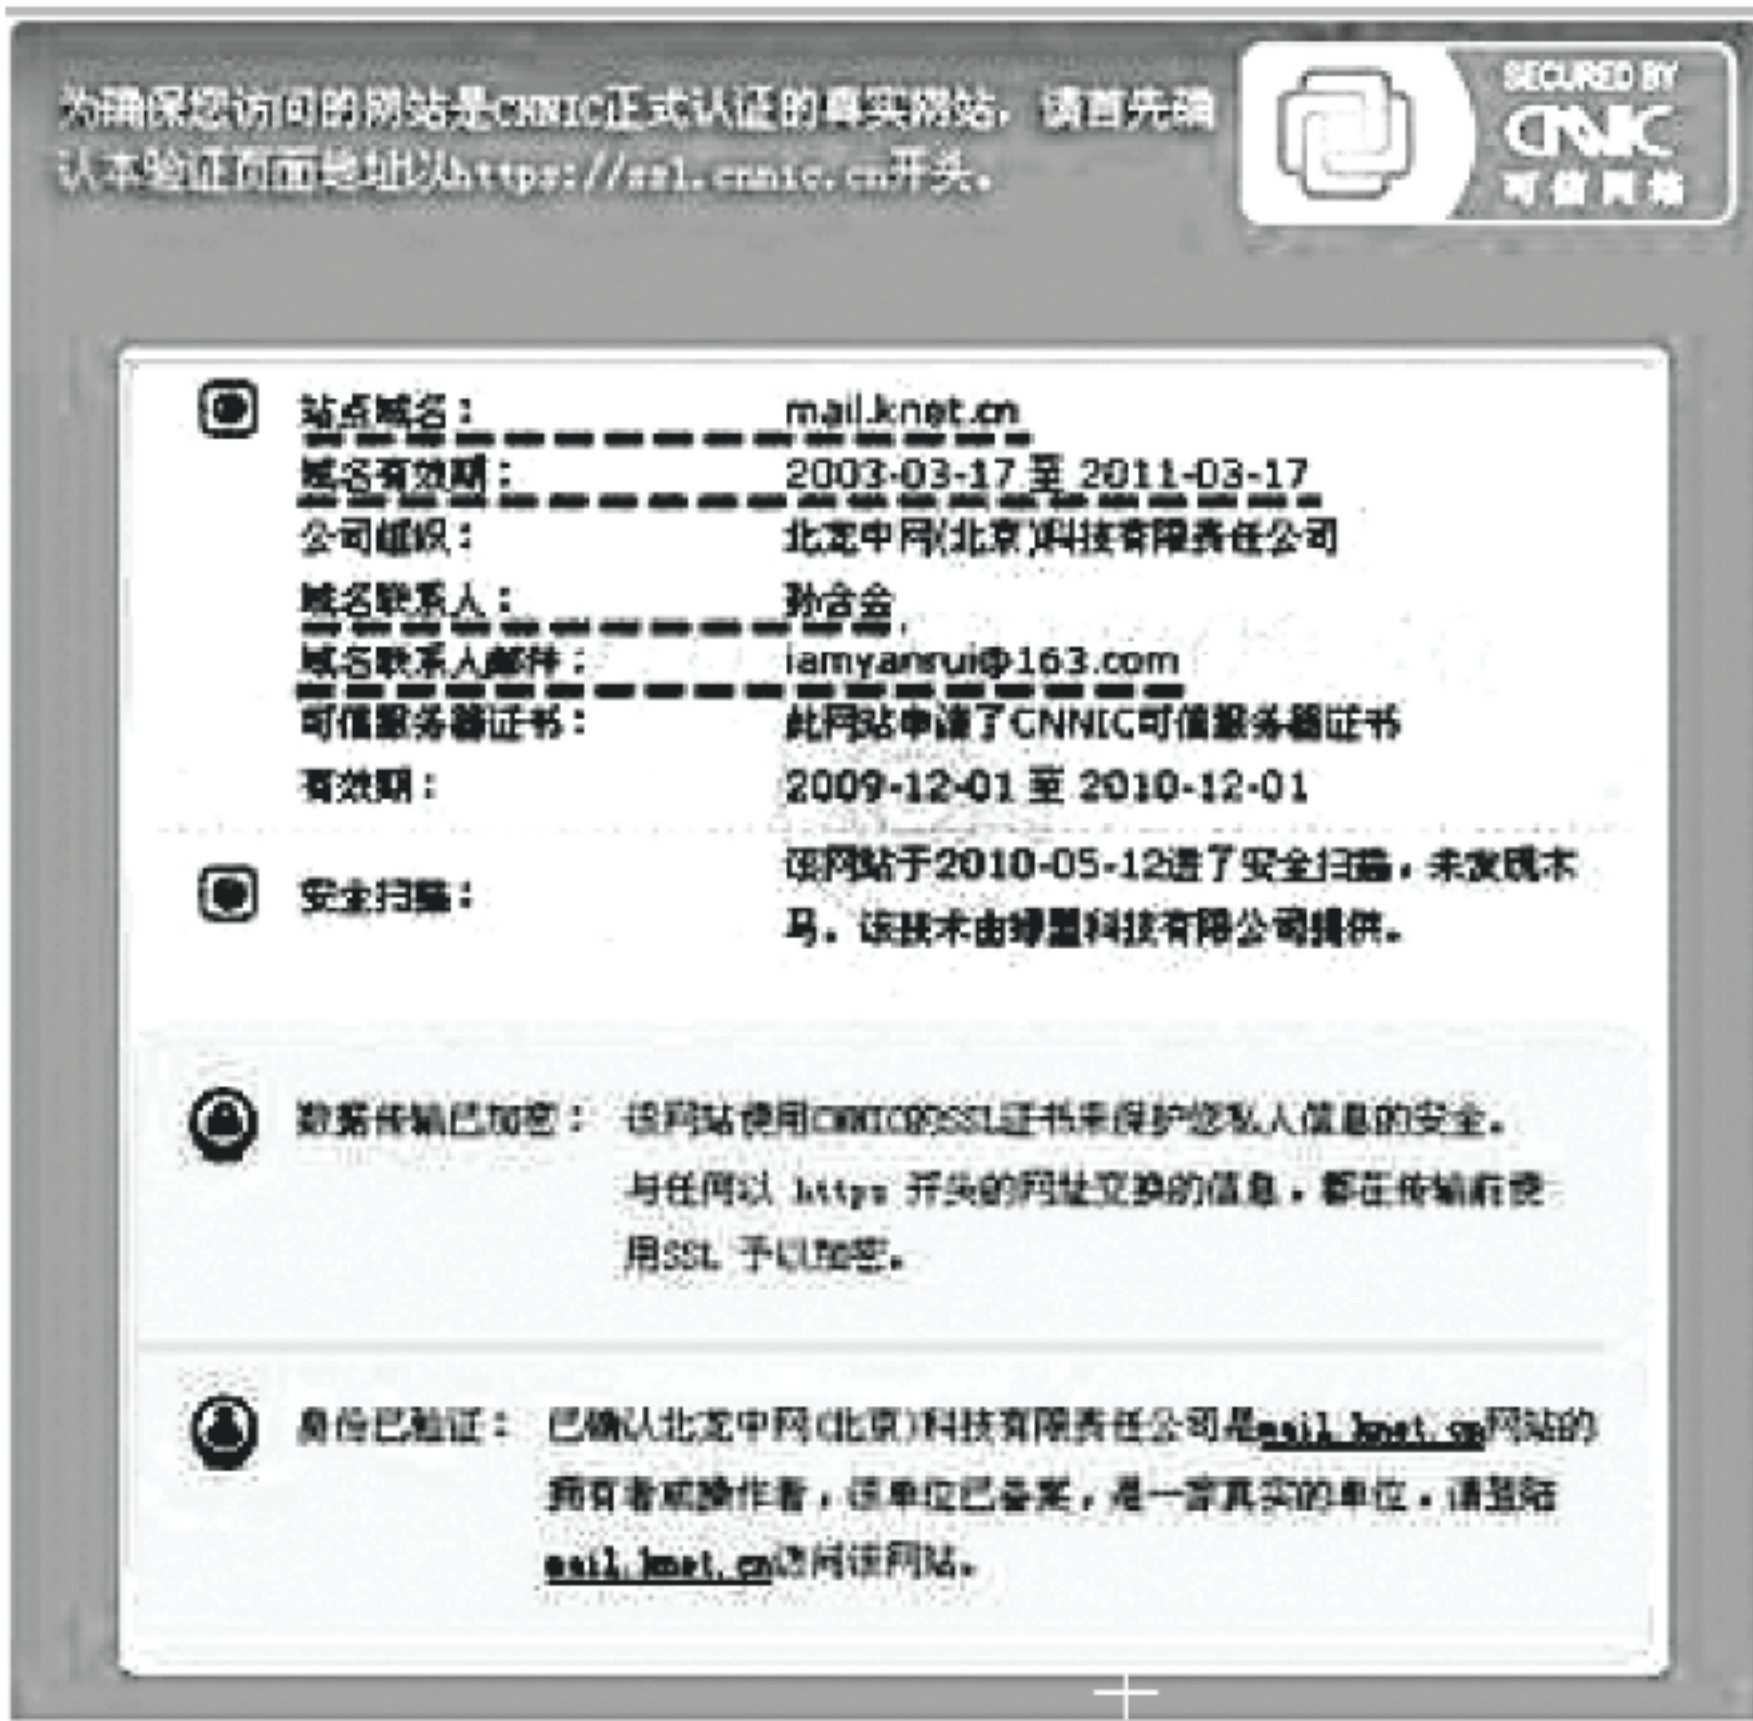 为确保您访问的网站是CNNIC正式认证的真实网站，请首先确
认本验证页面地址以https://ssl.cnnic.cn开头。
SECURED BY
CNNIC
可信网络
站点域名： mail.knet.cn
域名有效期： 2003-03-17 至 2011-03-17
公司组织： 北龙中网(北京)科技有限责任公司
域名联系人： 孙含会
域名联系人邮件： iamyanrui@163.com
可信服务器证书： 此网站申请了CNNIC可信服务器证书
有效期： 2009-12-01 至 2010-12-01
安全扫描： 该网站于2010-05-12进了安全扫描，未发现木
马。该技术由绿盟科技有限公司提供。
数据传输已加密： 该网站使用CNNIC的SSL证书来保护您私人信息的安全。
与任何以 https 开头的网址交换的信息，都在传输前使
用SSL 予以加密。
身份已验证： 已确认北龙中网(北京)科技有限责任公司是mail.knet.cn网站的
拥有者或操作者，该单位已备案，是一家真实的单位，请登陆
mail.knet.cn访问该网站。